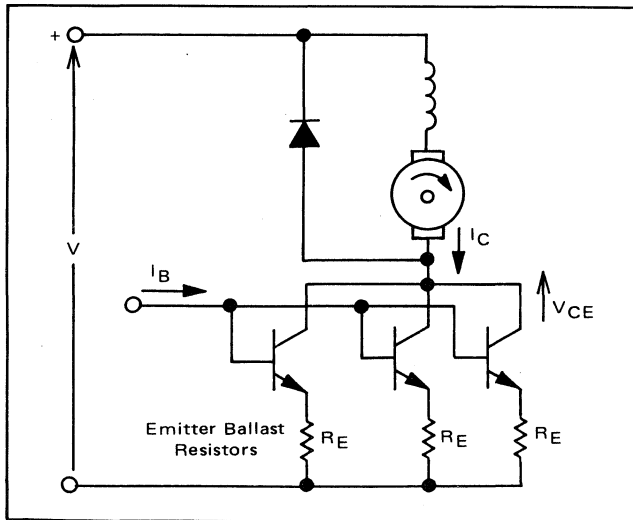 +
V
I_C
I_B
V_CE
Emitter Ballast
Resistors
R_E
R_E
R_E